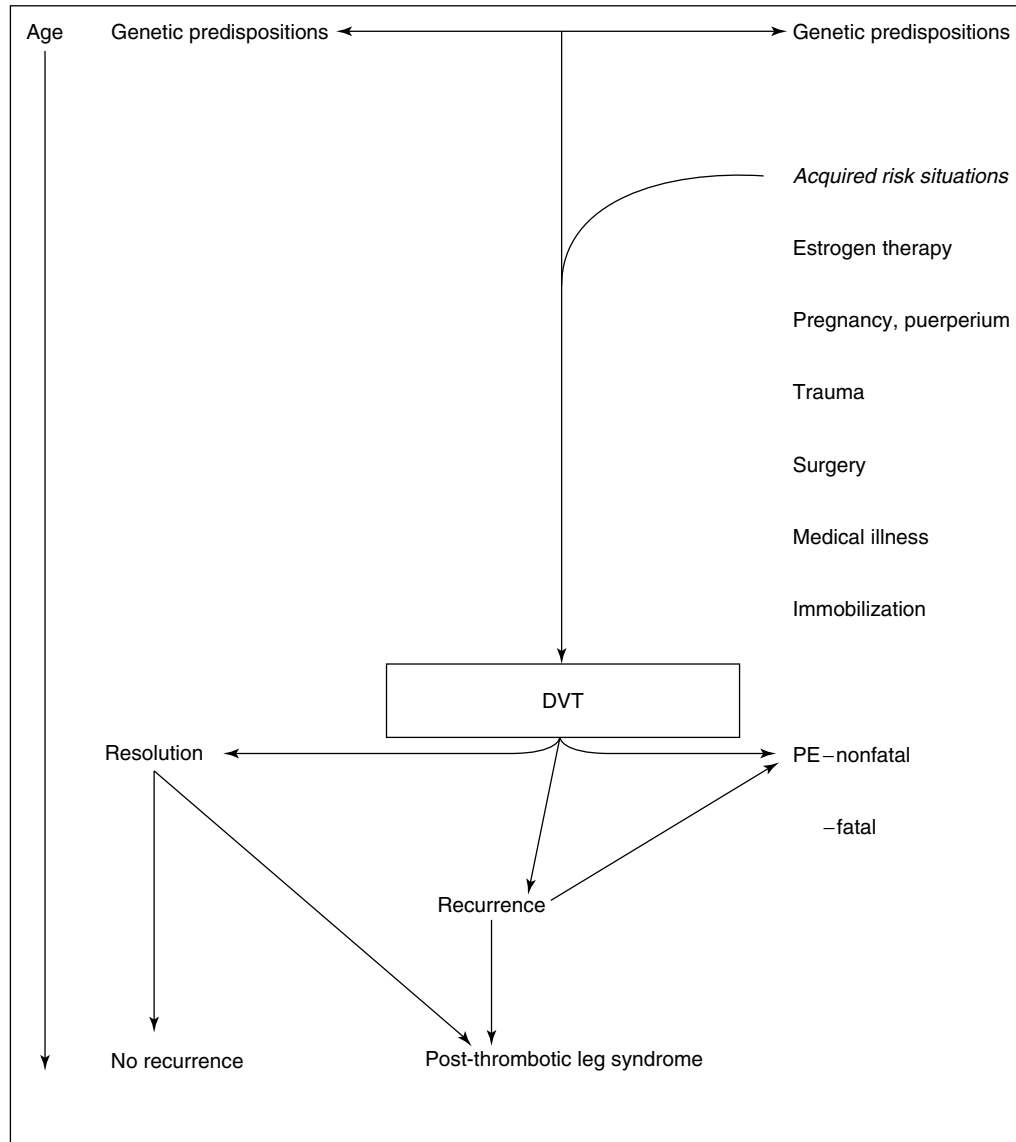 Age
Genetic predispositions
Genetic predispositions
Acquired risk situations
Estrogen therapy
Pregnancy, puerperium
Trauma
Surgery
Medical illness
Immobilization
DVT
Resolution
PE–nonfatal
–fatal
Recurrence
No recurrence
Post-thrombotic leg syndrome